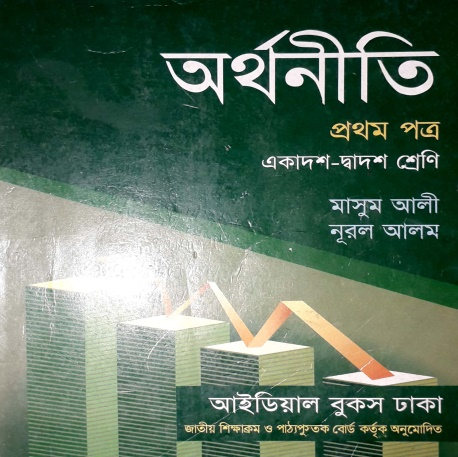 অর্থনীতি
প্রথম পত্র
একাদশ-দ্বাদশ শ্রেণি
মাসুম আলী
নূরল আলম
আইডিয়াল বুকস ঢাকা
জাতীয় শিক্ষাক্রম ও পাঠ্যপুস্তক বোর্ড কর্তৃক অনুমোদিত